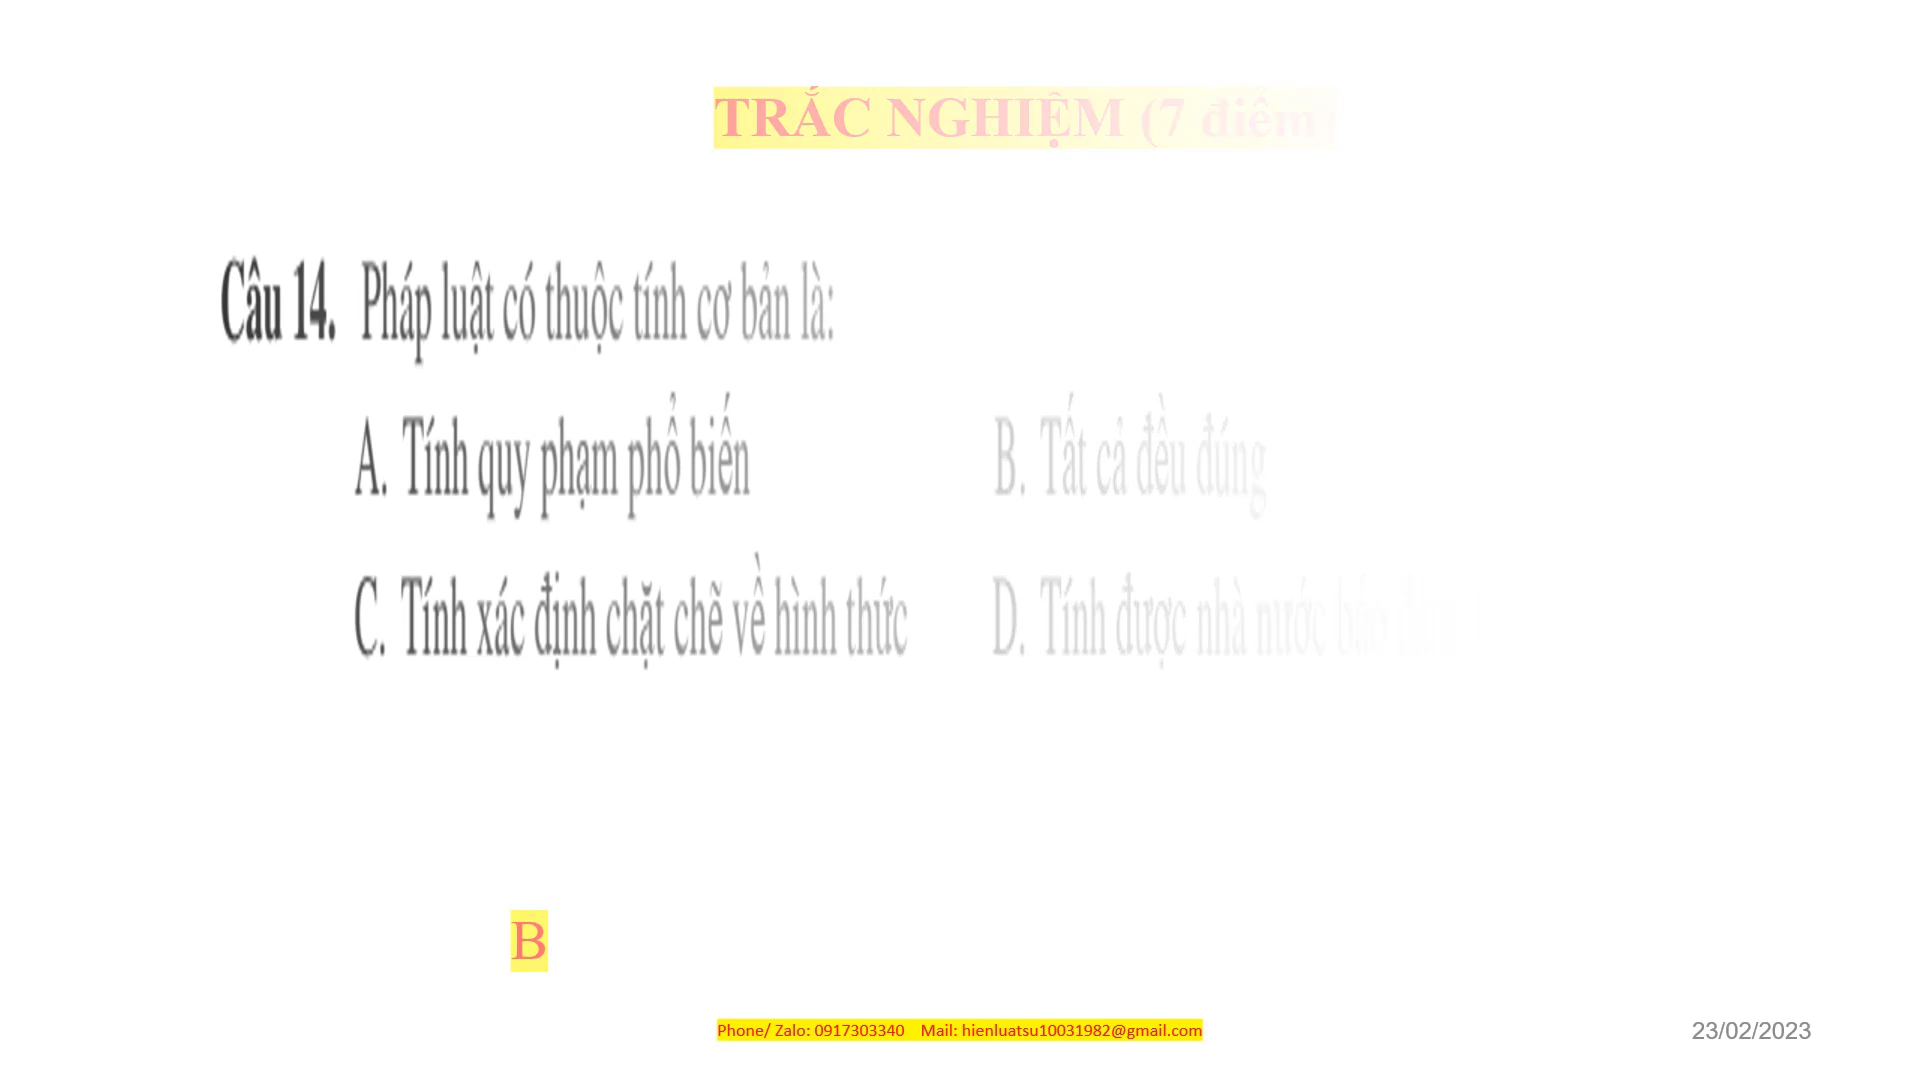 TRẮC NGHIỆM (7 điểm)
Câu 14. Pháp luật có thuộc tính cơ bản là:
A. Tính quy phạm phổ biến B. Tất cả đều đúng
C. Tính xác định chặt chẽ về hình thức D. Tính được nhà nước bảo
B
Phone/ Zalo: 0917303340 Mail: hienluatsu10031982@gmail.com
23/02/2023